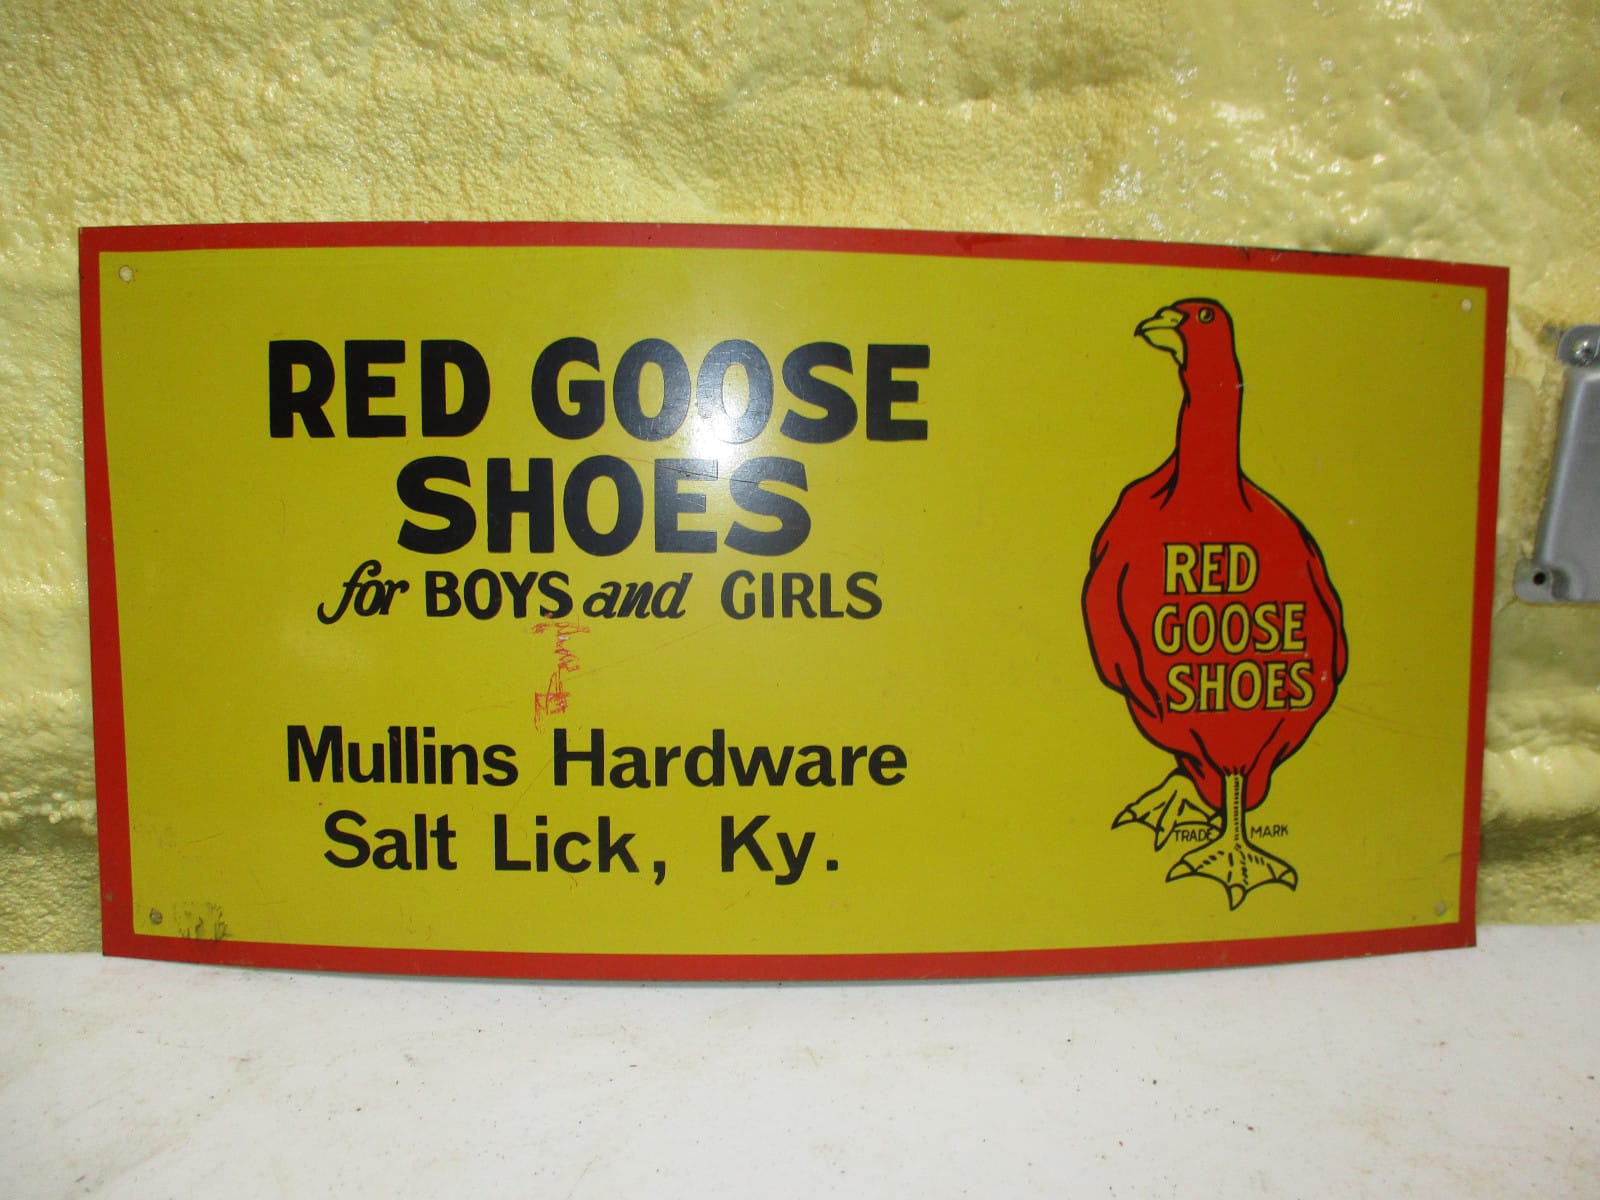 RED GOOSE
SHOES
for BOYS and GIRLS
Mullins Hardware
Salt Lick, Ky.
RED
GOOSE
SHOES
TRADE MARK